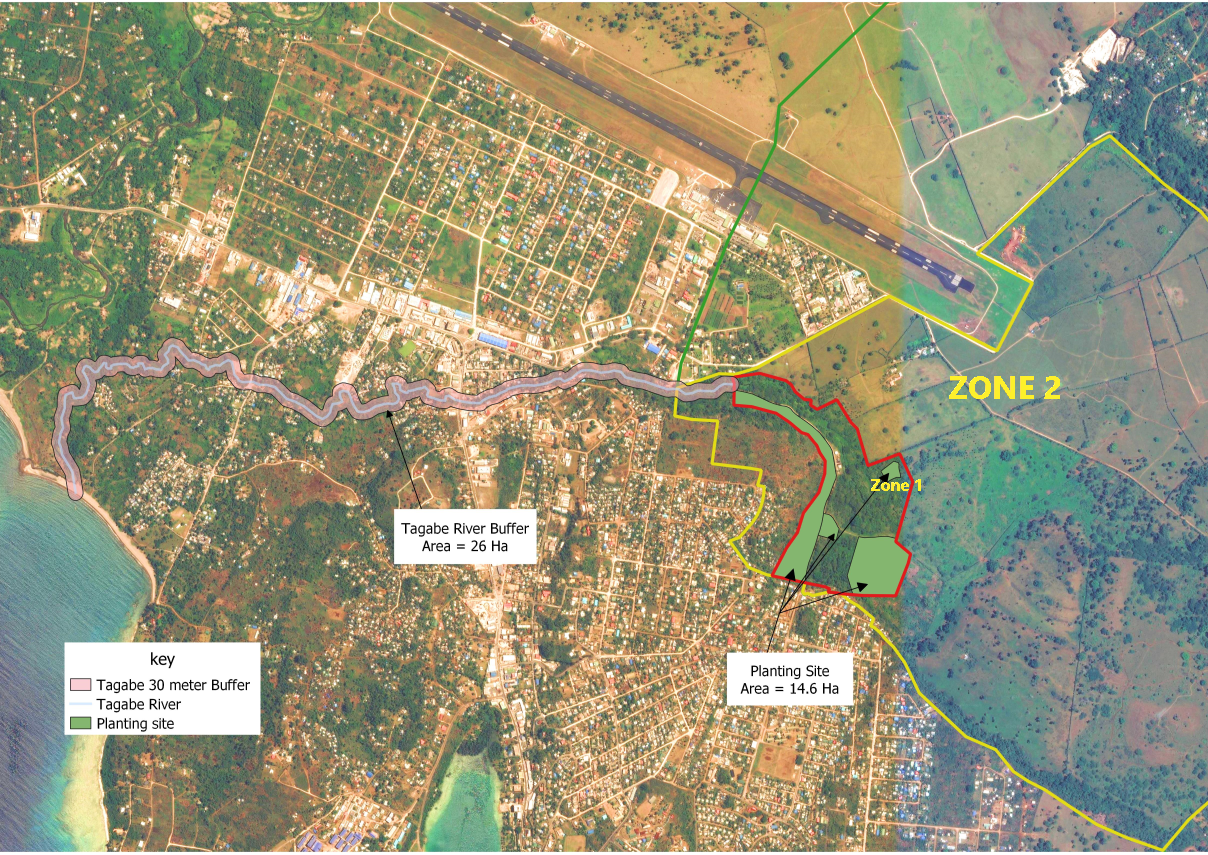 ZONE 2
Zone 1
Tagabe River Buffer
Area = 26 Ha
Planting Site
Area = 14.6 Ha
key
Tagabe 30 meter Buffer
Tagabe River
Planting site